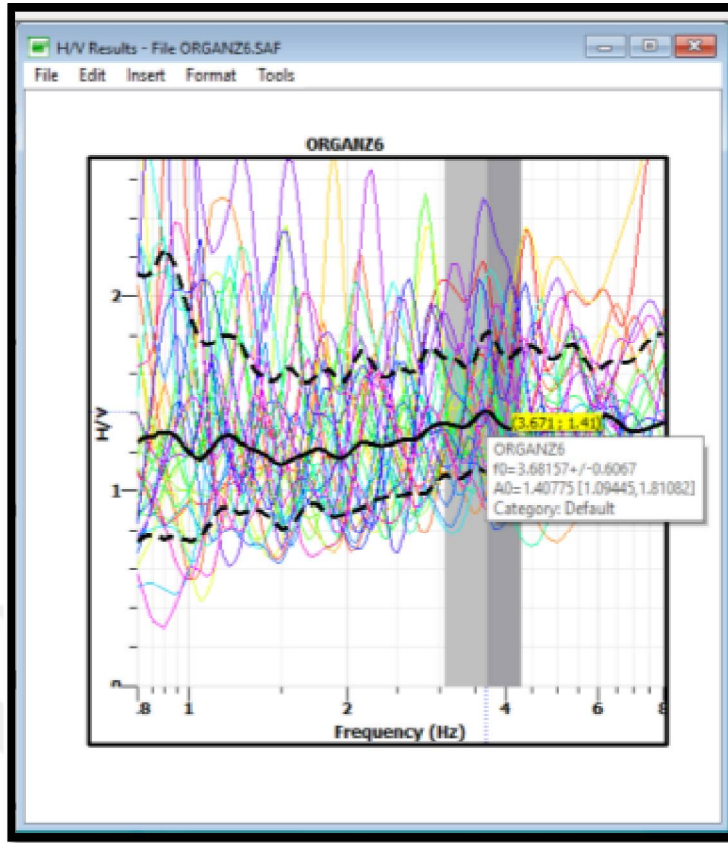 H/V Results - File ORGANZ6.SAF
File Edit Insert Format Tools
ORGANZ6
2
H/V
(3.671 ; 1.41)
ORGANZ6
f0=3.68157+/-0.6067
A0=1.40775 [1.09445,1.81082]
Category: Default
1
0
.8 1 2 4 6 8
Frequency (Hz)